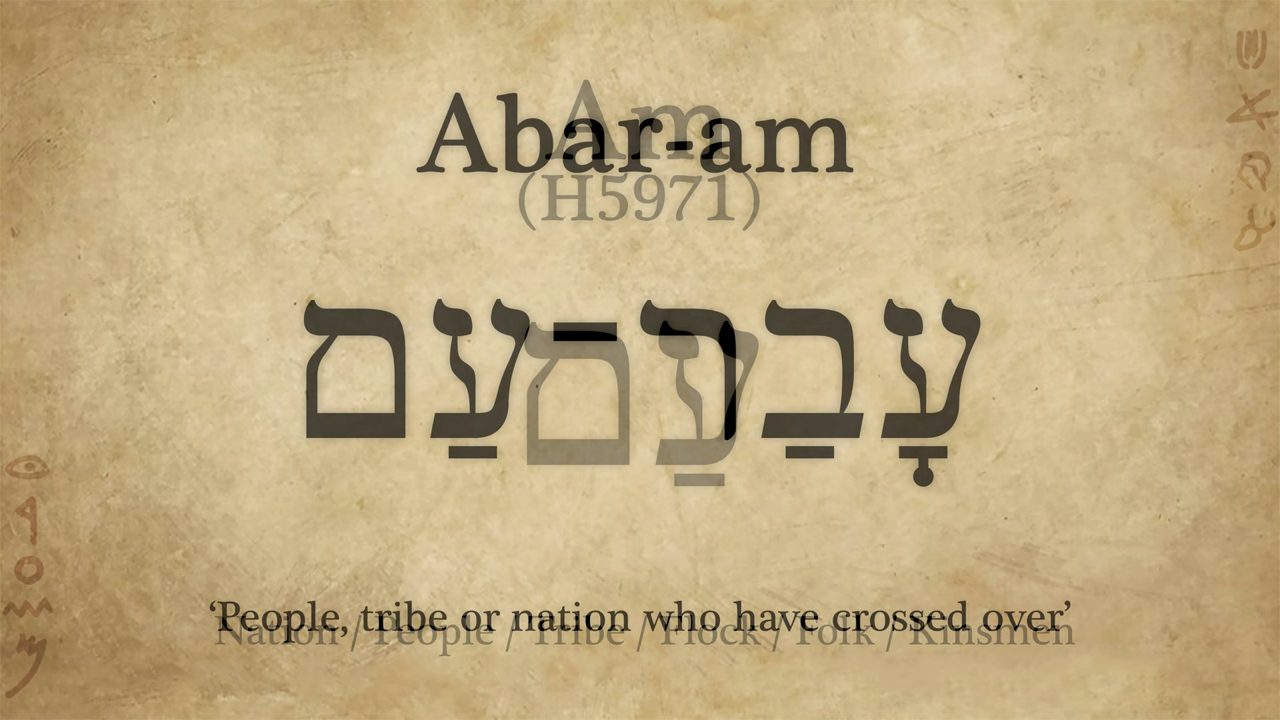 Abar-am
Am
(H5971)
עָבַר-עַם
עַם
‘People, tribe or nation who have crossed over’
Nation / People / Tribe / Flock / Folk / Kinsmen